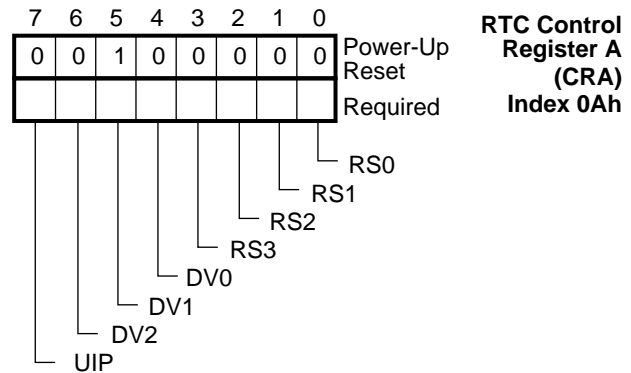 7 6 5 4 3 2 1 0
RTC Control
Register A
(CRA)
Index 0Ah
0 0 1 0 0 0 0 0
Power-Up
Reset
Required
RS0
RS1
RS2
RS3
DV0
DV1
DV2
UIP